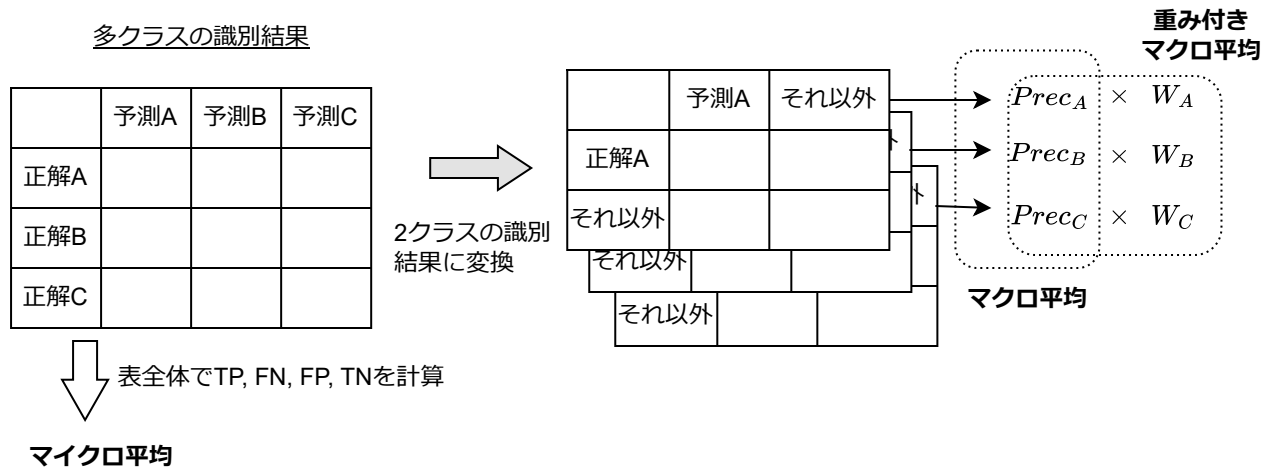 多クラスの識別結果
予測A 予測B 予測C
正解A
正解B
正解C
表全体でTP, FN, FP, TNを計算
マイクロ平均
2クラスの識別
結果に変換
予測A それ以外
正解A
それ以外
それ以外
それ以外
重み付き
マクロ平均
Prec_A × W_A
Prec_B × W_B
Prec_C × W_C
マクロ平均